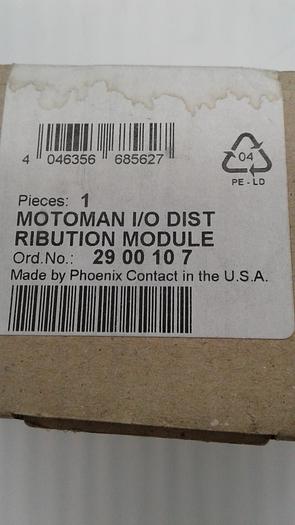 4 046356 685627
04
PE - LD
Pieces: 1
MOTOMAN I/O DIST
RIBUTION MODULE
Ord.No.: 29 00 10 7
Made by Phoenix Contact in the U.S.A.